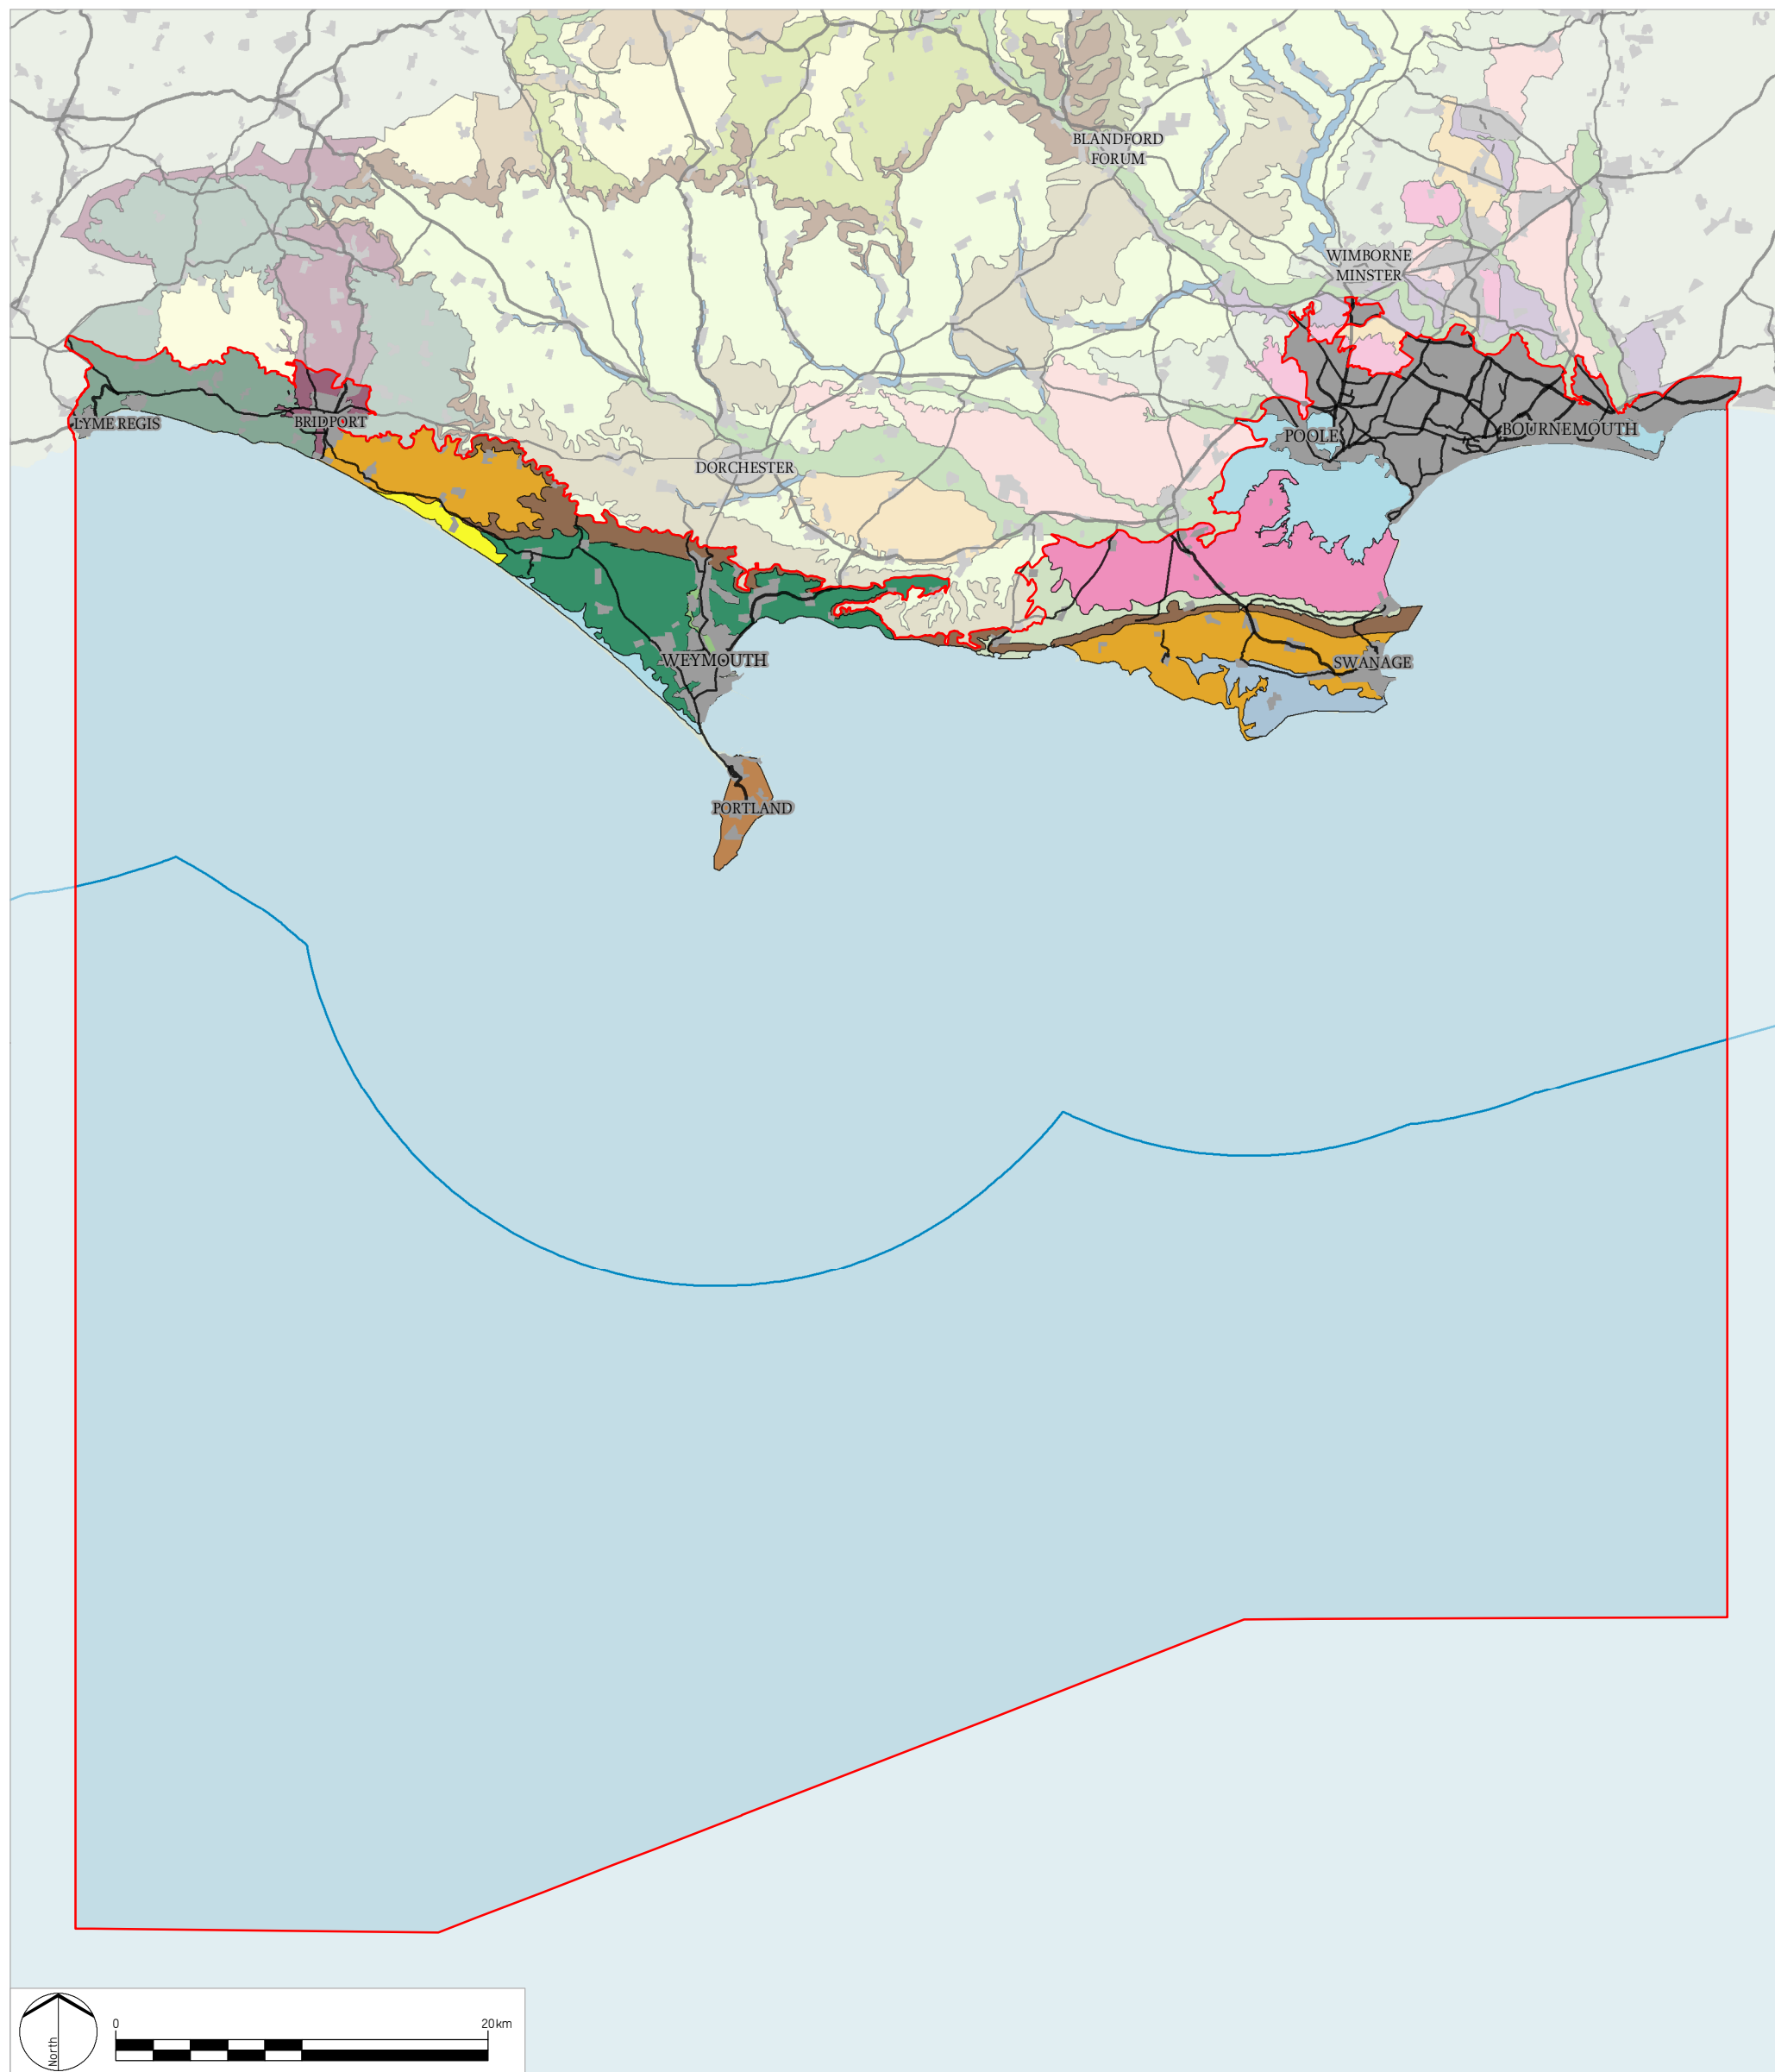 BLANDFORD
FORUM
WIMBORNE
MINSTER
LYME REGIS
BRIDPORT
POOLE
BOURNEMOUTH
DORCHESTER
WEYMOUTH
SWANAGE
PORTLAND
North
0
20km